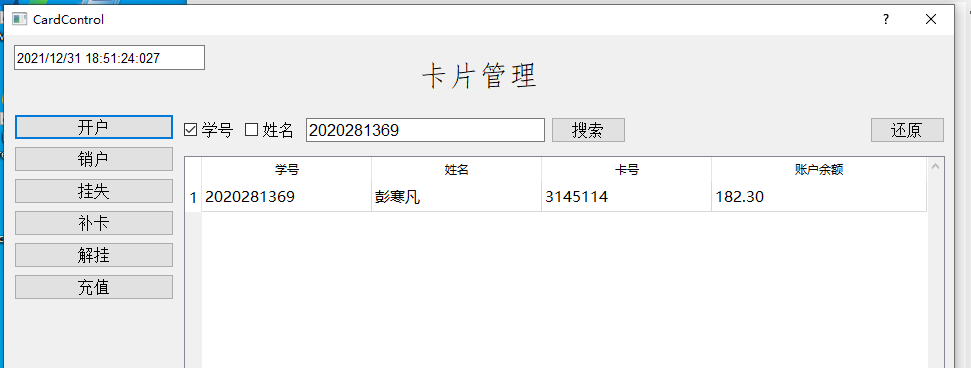 CardControl
2021/12/31 18:51:24:027
卡片管理
开户
销户
挂失
补卡
解挂
充值
学号 姓名 2020281369 搜索 还原
学号 姓名 卡号 账户余额
1 2020281369 彭寒凡 3145114 182.30